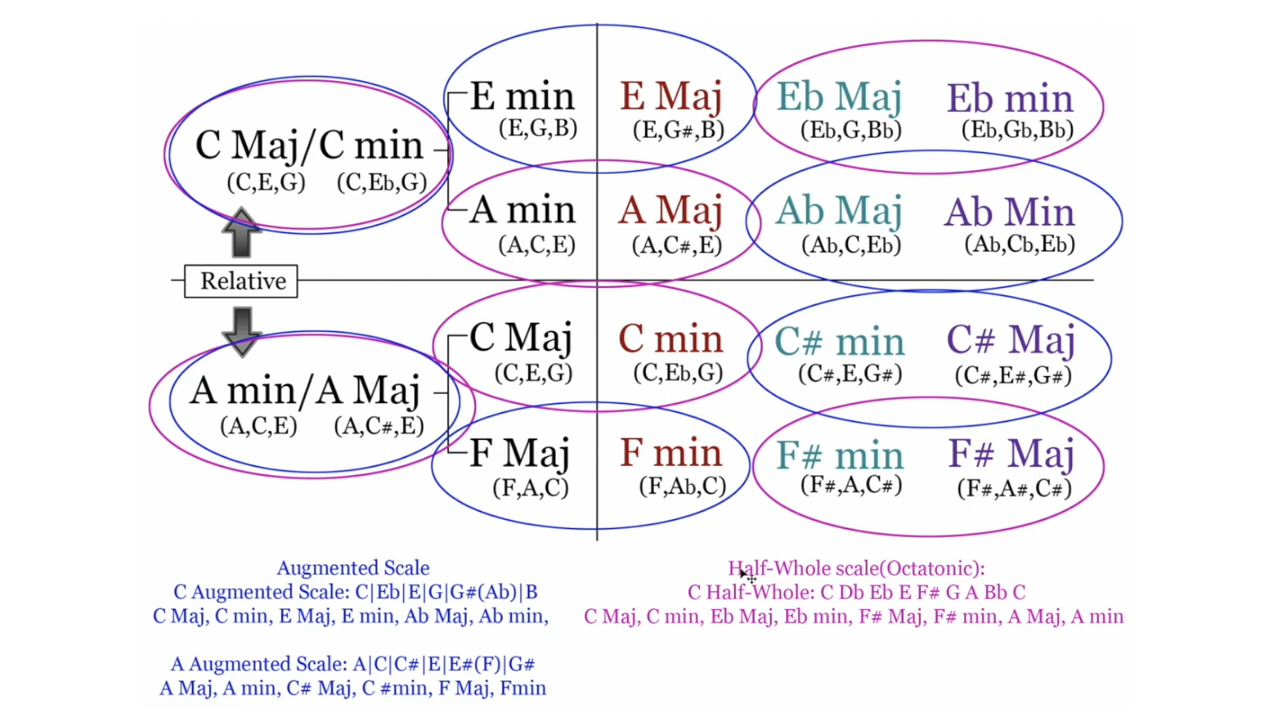 E min E Maj Eb Maj Eb min
(E,G,B) (E,G#,B) (Eb,G,Bb) (Eb,Gb,Bb)
C Maj/C min
(C,E,G) (C,Eb,G)
A min A Maj Ab Maj Ab Min
(A,C,E) (A,C#,E) (Ab,C,Eb) (Ab,Cb,Eb)
Relative
C Maj C min C# min C# Maj
(C,E,G) (C,Eb,G) (C#,E,G#) (C#,E#,G#)
A min/A Maj
(A,C,E) (A,C#,E)
F Maj F min F# min F# Maj
(F,A,C) (F,Ab,C) (F#,A,C#) (F#,A#,C#)
Augmented Scale
C Augmented Scale: C|Eb|E|G|G#(Ab)|B
C Maj, C min, E Maj, E min, Ab Maj, Ab min,
A Augmented Scale: A|C|C#|E|E#(F)|G#
A Maj, A min, C# Maj, C #min, F Maj, Fmin
Half-Whole scale(Octatonic):
C Half-Whole: C Db Eb E F# G A Bb C
C Maj, C min, Eb Maj, Eb min, F# Maj, F# min, A Maj, A min